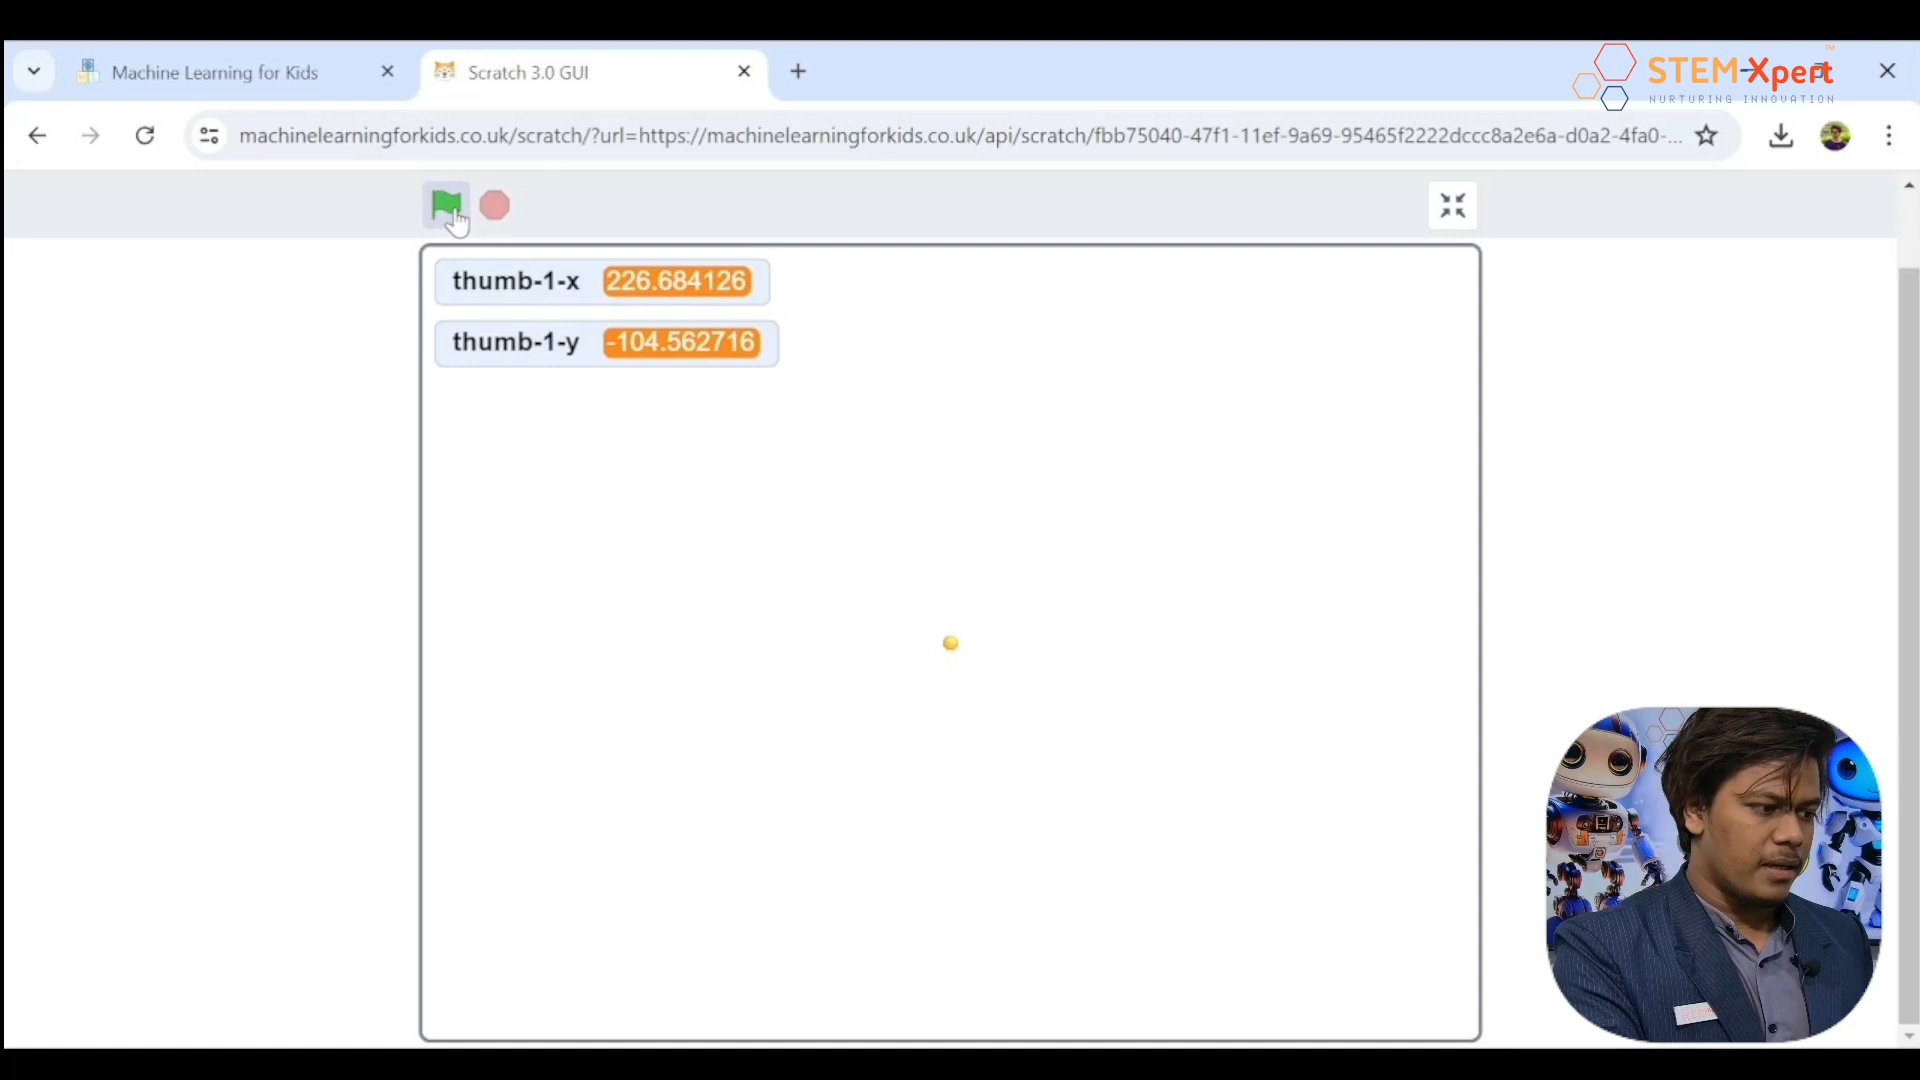 Machine Learning for Kids
Scratch 3.0 GUI
STEM-Xpert
TM
NURTURING INNOVATION
machinelearningforkids.co.uk/scratch/?url=https://machinelearningforkids.co.uk/api/scratch/fbb75040-47f1-11ef-9a69-95465f2222dccc8a2e6a-d0a2-4fa0-...
thumb-1-x 226.684126
thumb-1-y -104.562716